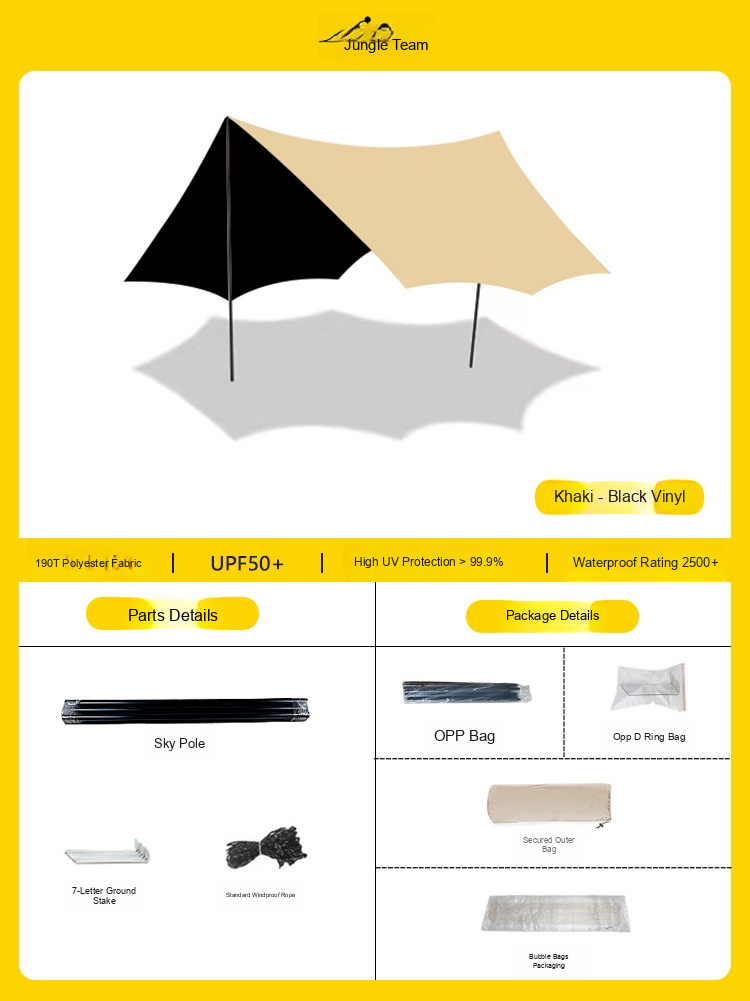 Jungle Team
Khaki - Black Vinyl
190T Polyester Fabric
UPF50+
High UV Protection > 99.9%
Waterproof Rating 2500+
Parts Details
Package Details
Sky Pole
OPP Bag
Opp D Ring Bag
7-Letter Ground
Stake
Standard Windproof Rope
Secured Outer
Bag
Bubble Bags
Packaging